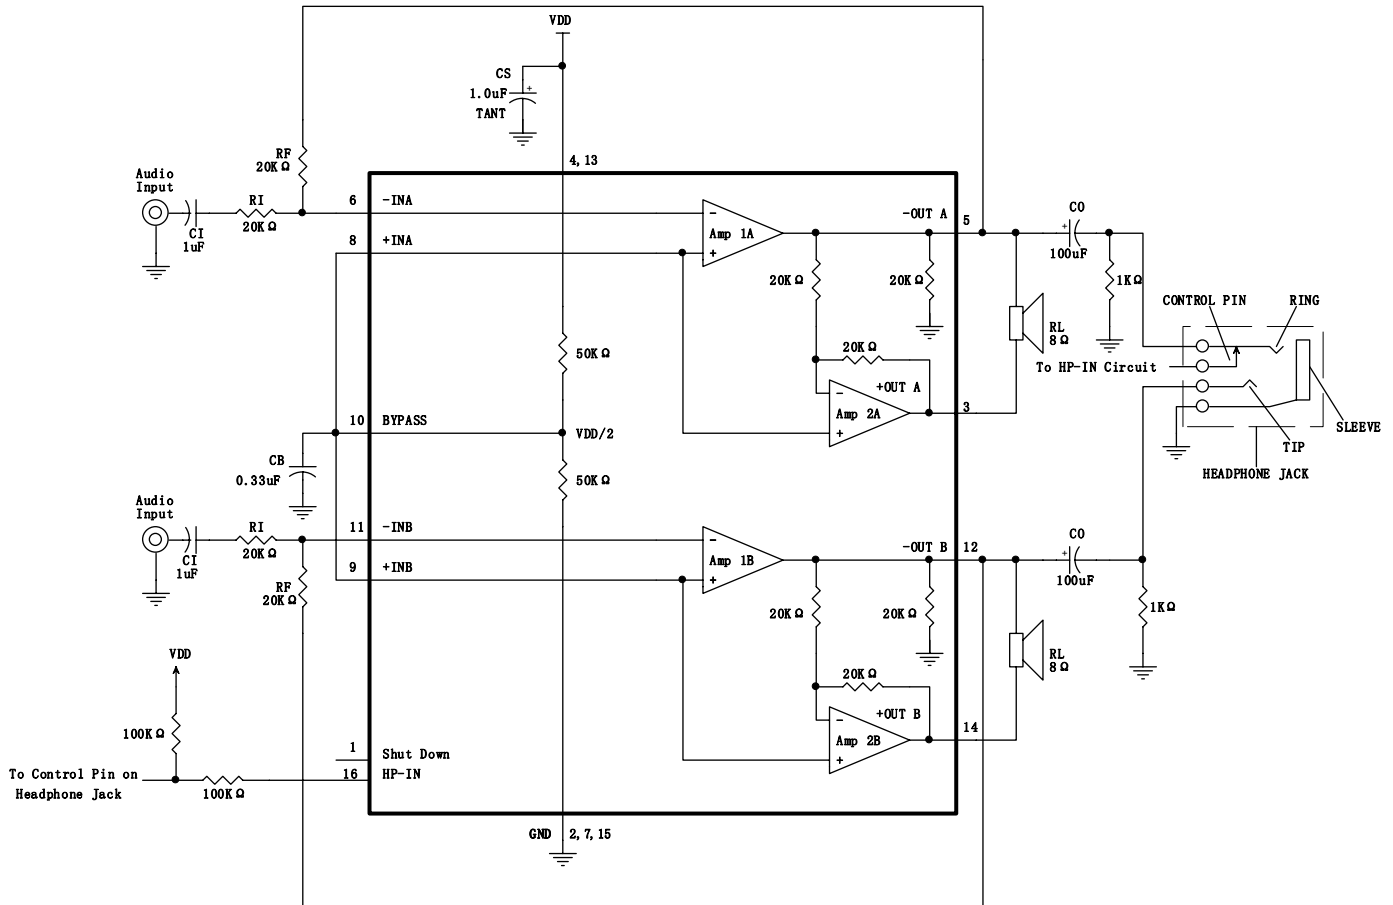 VDD
CS
1.0uF
+
TANT
4,13
RF
20KΩ
Audio
Input
RI
20KΩ
CI
1uF
6
-INA
8
+INA
−
Amp 1A
+
-OUT A
5
CO
+
100uF
1KΩ
20KΩ
20KΩ
RL
8Ω
CONTROL PIN
RING
To HP-IN Circuit
SLEEVE
TIP
HEADPHONE JACK
50KΩ
20KΩ
+OUT A
−
Amp 2A
+
3
10
BYPASS
VDD/2
CB
0.33uF
50KΩ
Audio
Input
RI
20KΩ
CI
1uF
11
-INB
9
+INB
RF
20KΩ
−
Amp 1B
+
-OUT B
12
CO
+
100uF
1KΩ
20KΩ
20KΩ
RL
8Ω
20KΩ
+OUT B
−
Amp 2B
+
14
VDD
100KΩ
1
Shut Down
16
HP-IN
To Control Pin on
Headphone Jack
100KΩ
GND
2,7,15